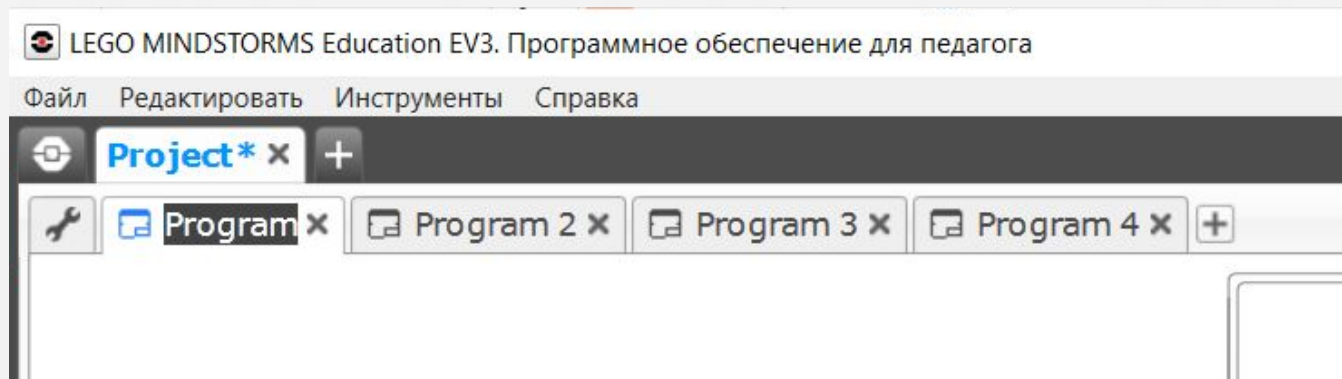 LEGO MINDSTORMS Education EV3. Программное обеспечение для педагога
Файл Редактировать Инструменты Справка
Project*
Program Program 2 Program 3 Program 4